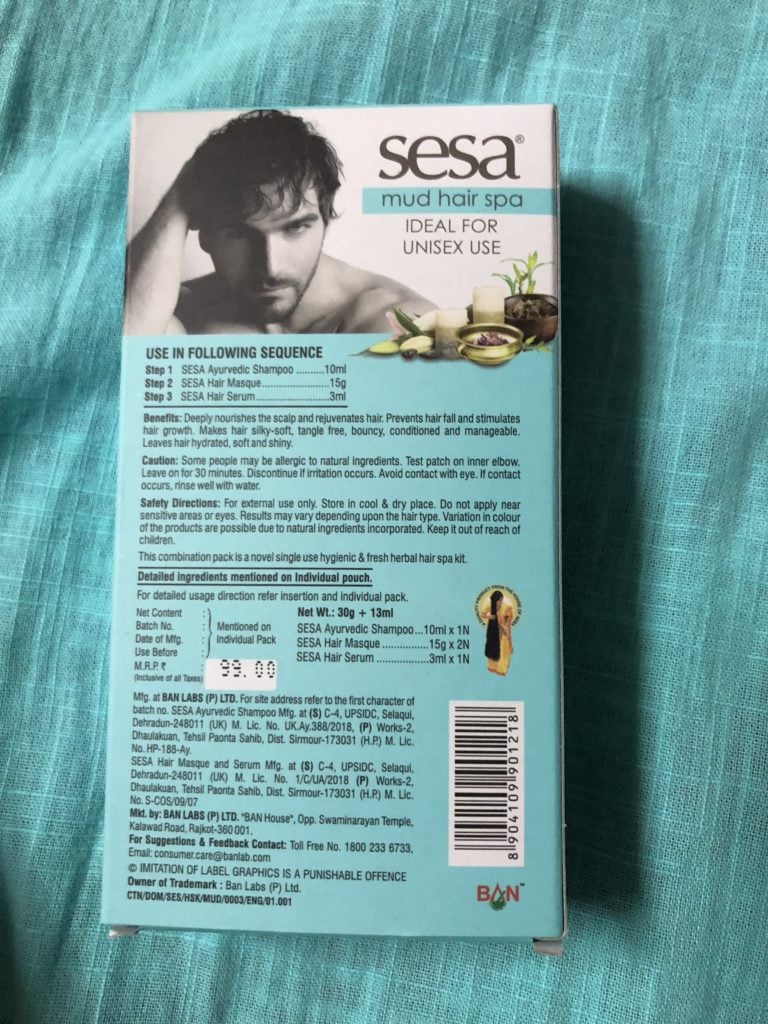 sesa®
mud hair spa
IDEAL FOR
UNISEX USE
USE IN FOLLOWING SEQUENCE
Step 1 SESA Ayurvedic Shampoo ..........10ml
Step 2 SESA Hair Masque.......................15g
Step 3 SESA Hair Serum.........................3ml
Benefits: Deeply nourishes the scalp and rejuvenates hair. Prevents hair fall and stimulates
hair growth. Makes hair silky-soft, tangle free, bouncy, conditioned and manageable.
Leaves hair hydrated, soft and shiny.
Caution: Some people may be allergic to natural ingredients. Test patch on inner elbow.
Leave on for 30 minutes. Discontinue if irritation occurs. Avoid contact with eye. If contact
occurs, rinse well with water.
Safety Directions: For external use only. Store in cool & dry place. Do not apply near
sensitive areas or eyes. Results may vary depending upon the hair type. Variation in colour
of the products are possible due to natural ingredients incorporated. Keep it out of reach of
children.
This combination pack is a novel single use hygienic & fresh herbal hair spa kit.
Detailed ingredients mentioned on Individual pouch.
For detailed usage direction refer insertion and individual pack.
Net Content :
Batch No. : Mentioned on
Date of Mfg. : Individual Pack
Use Before :
M.R.P. ₹ : 99.00
(Inclusive of all Taxes)
Net Wt.: 30g + 13ml
SESA Ayurvedic Shampoo...10ml x 1N
SESA Hair Masque ................15g x 2N
SESA Hair Serum ...................3ml x 1N
Mfg. at BAN LABS (P) LTD. For site address refer to the first character of
batch no. SESA Ayurvedic Shampoo Mfg. at (S) C-4, UPSIDC, Selaqui,
Dehradun-248011 (UK) M. Lic. No. UK.Ay.388/2018, (P) Works-2,
Dhaulakuan, Tehsil Paonta Sahib, Dist. Sirmour-173031 (H.P.) M. Lic.
No. HP-188-Ay.
SESA Hair Masque and Serum Mfg. at (S) C-4, UPSIDC, Selaqui,
Dehradun-248011 (UK) M. Lic. No. 1/C/UA/2018 (P) Works-2,
Dhaulakuan, Tehsil Paonta Sahib, Dist. Sirmour-173031 (H.P.) M. Lic.
No. S-COS/09/07
Mkt. by: BAN LABS (P) LTD. "BAN House", Opp. Swaminarayan Temple,
Kalawad Road, Rajkot-360 001.
For Suggestions & Feedback Contact: Toll Free No. 1800 233 6733,
Email: consumer.care@banlab.com
© IMITATION OF LABEL GRAPHICS IS A PUNISHABLE OFFENCE
Owner of Trademark : Ban Labs (P) Ltd.
CTN/DOM/SES/HSK/MUD/0003/ENG/01.001
8 904109 901218
BAN™